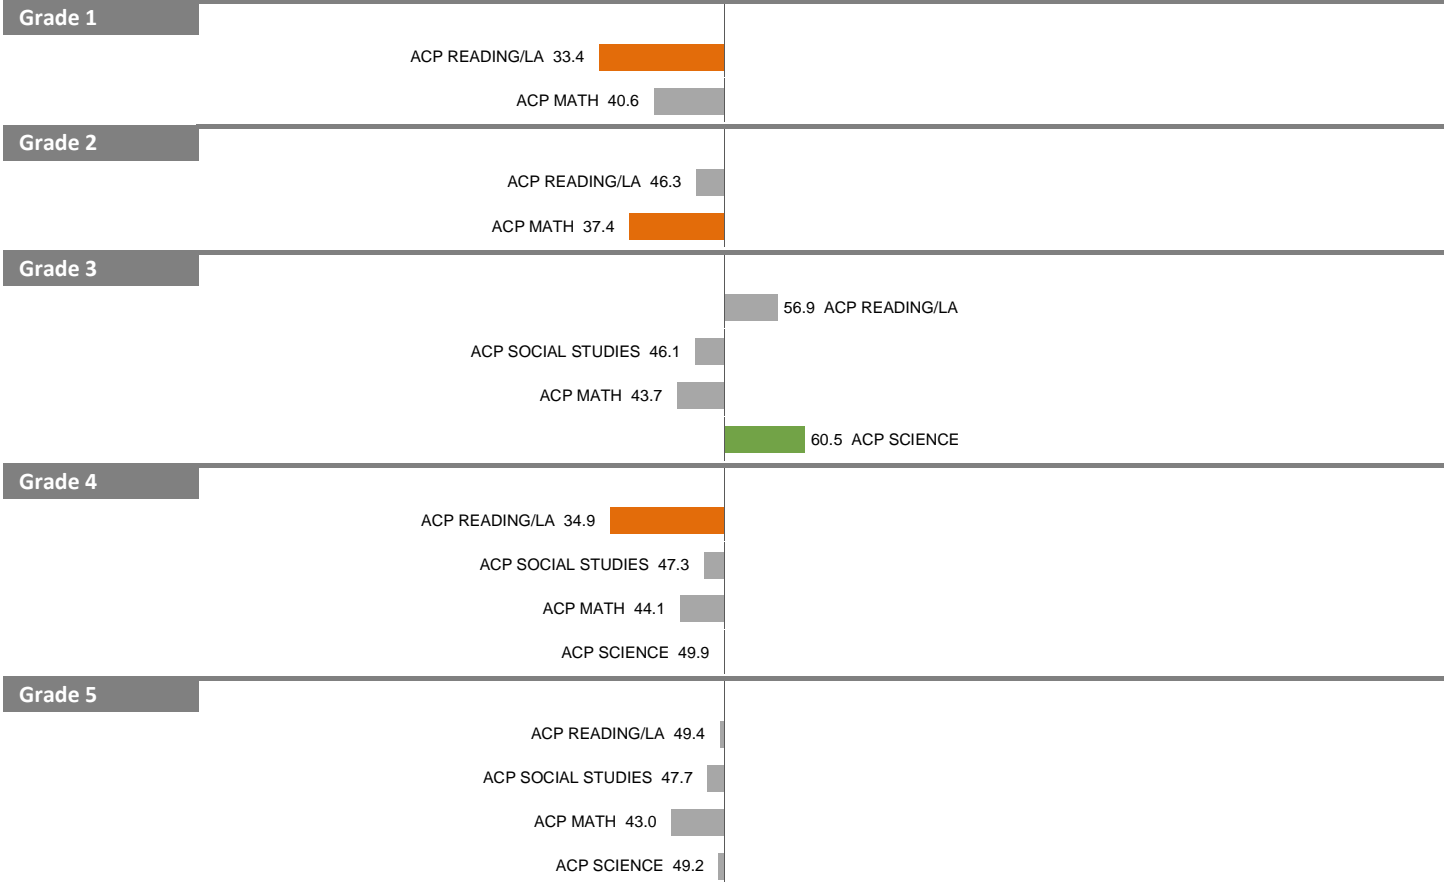 Grade 1
ACP READING/LA 33.4
ACP MATH 40.6
Grade 2
ACP READING/LA 46.3
ACP MATH 37.4
Grade 3
56.9 ACP READING/LA
ACP SOCIAL STUDIES 46.1
ACP MATH 43.7
60.5 ACP SCIENCE
Grade 4
ACP READING/LA 34.9
ACP SOCIAL STUDIES 47.3
ACP MATH 44.1
ACP SCIENCE 49.9
Grade 5
ACP READING/LA 49.4
ACP SOCIAL STUDIES 47.7
ACP MATH 43.0
ACP SCIENCE 49.2